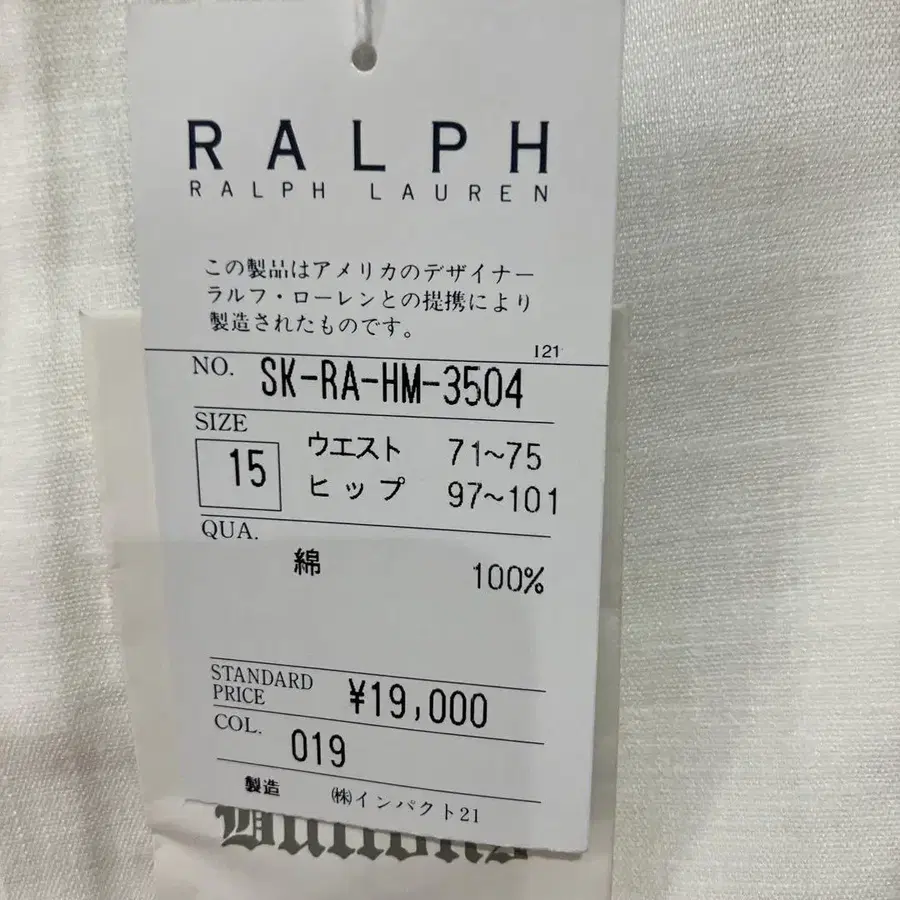 RALPH
RALPH LAUREN
この製品はアメリカのデザイナー
ラルフ・ローレンとの提携により
製造されたものです。
I21
NO. SK-RA-HM-3504
SIZE
15 ウエスト 71~75
ヒップ 97~101
QUA.
綿 100%
STANDARD
PRICE ¥19,000
COL.
019
製造 ㈱インパクト21
Buttons